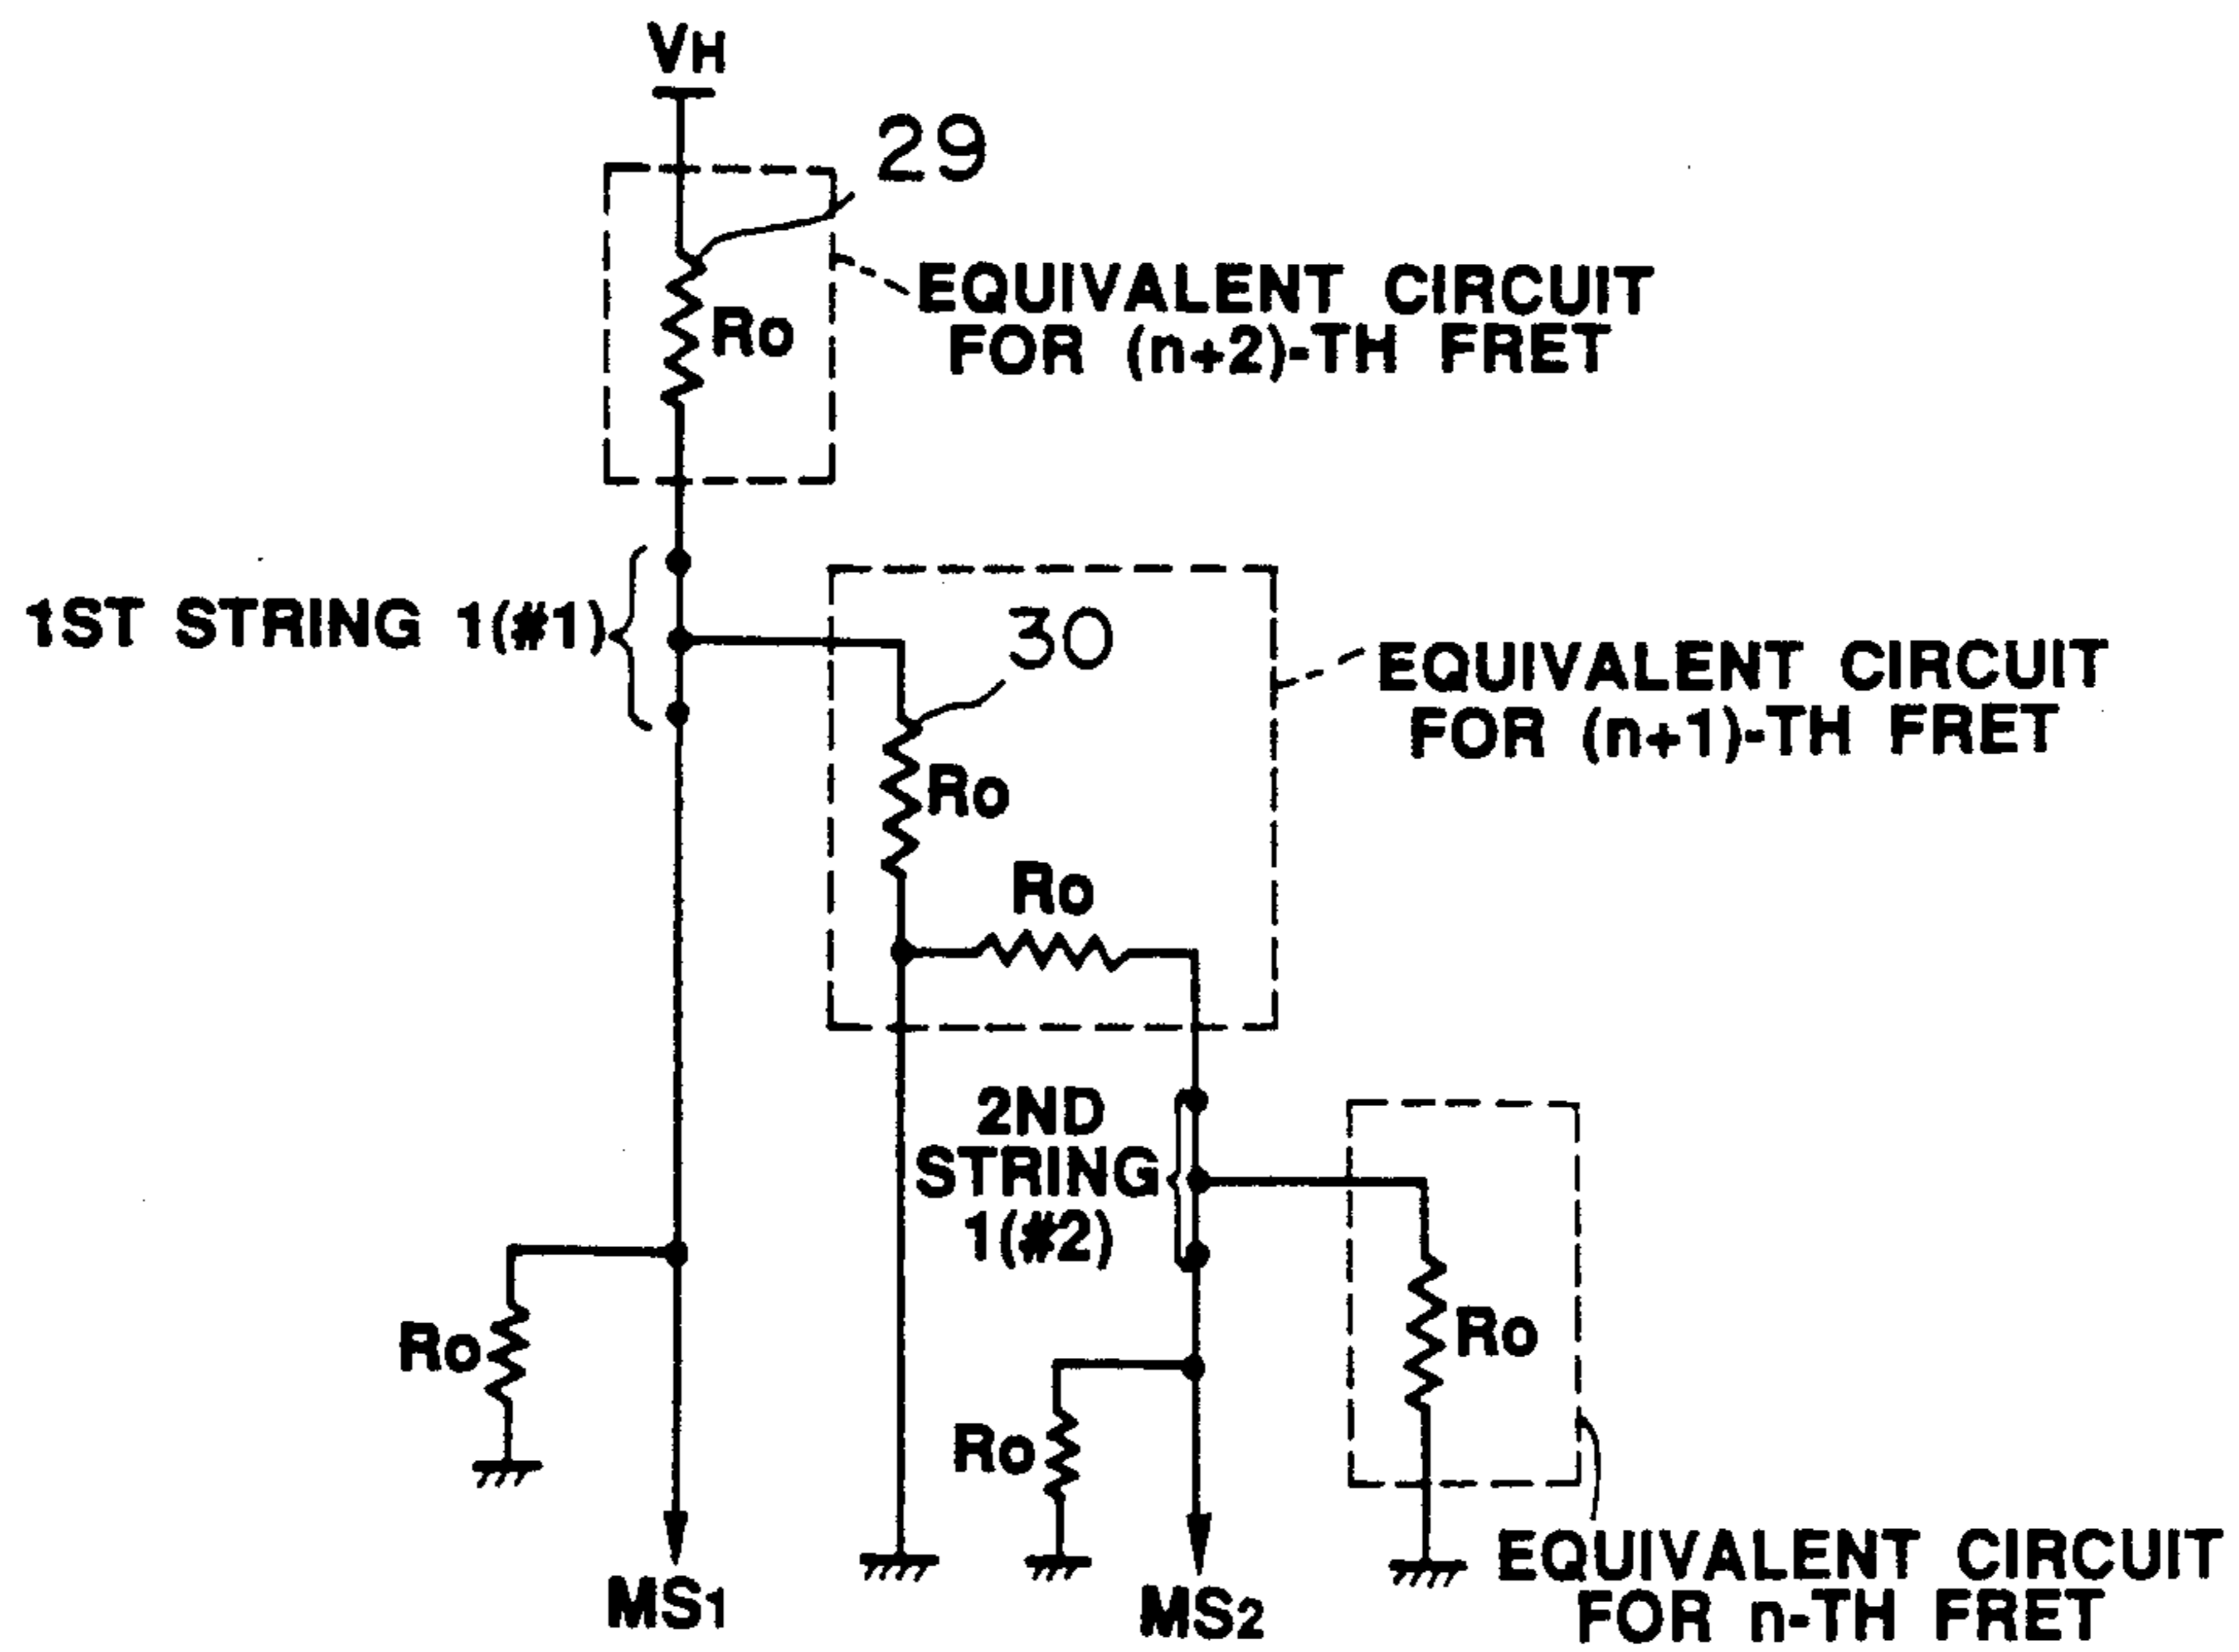 VH
29
Ro
EQUIVALENT CIRCUIT
FOR (n+2)-TH FRET
1ST STRING 1(#1)
30
EQUIVALENT CIRCUIT
FOR (n+1)-TH FRET
Ro
Ro
2ND
STRING
1(#2)
Ro
Ro
Ro
MS1
MS2
EQUIVALENT CIRCUIT
FOR n-TH FRET